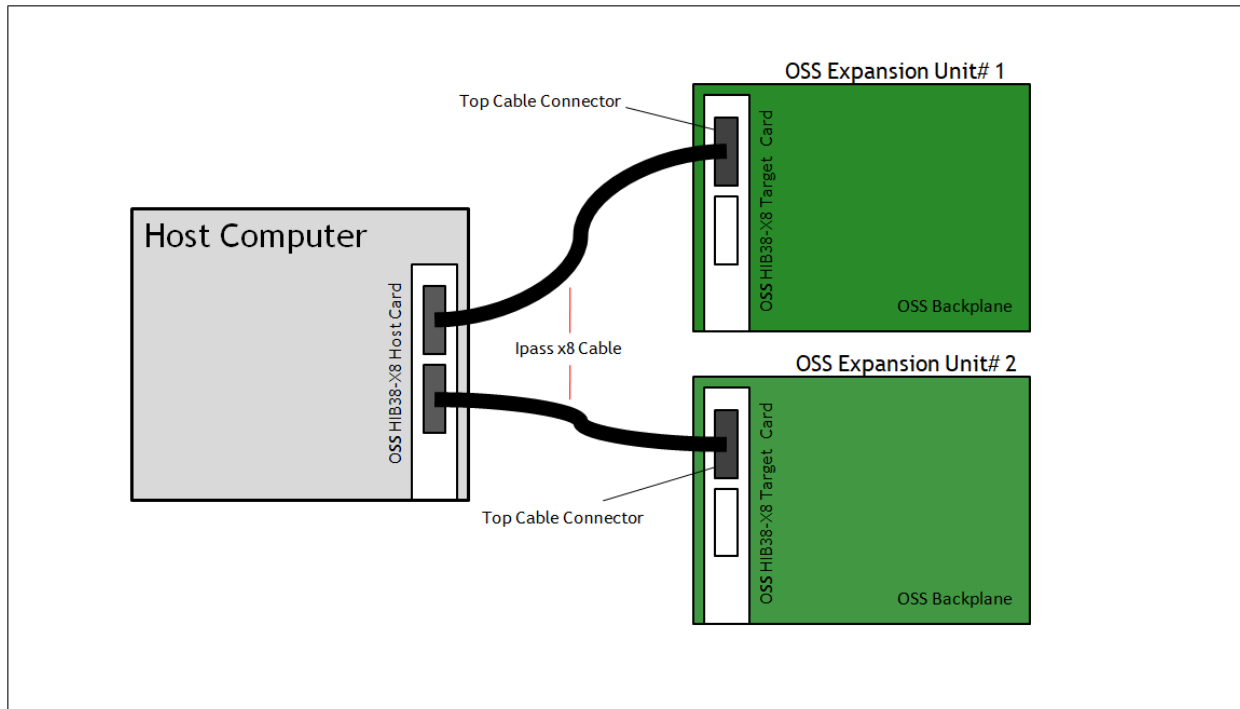 OSS Expansion Unit# 1
Top Cable Connector
OSS HIB38-X8 Target Card
OSS Backplane
Host Computer
OSS HIB38-X8 Host Card
Ipass x8 Cable
OSS Expansion Unit# 2
OSS HIB38-X8 Target Card
Top Cable Connector
OSS Backplane